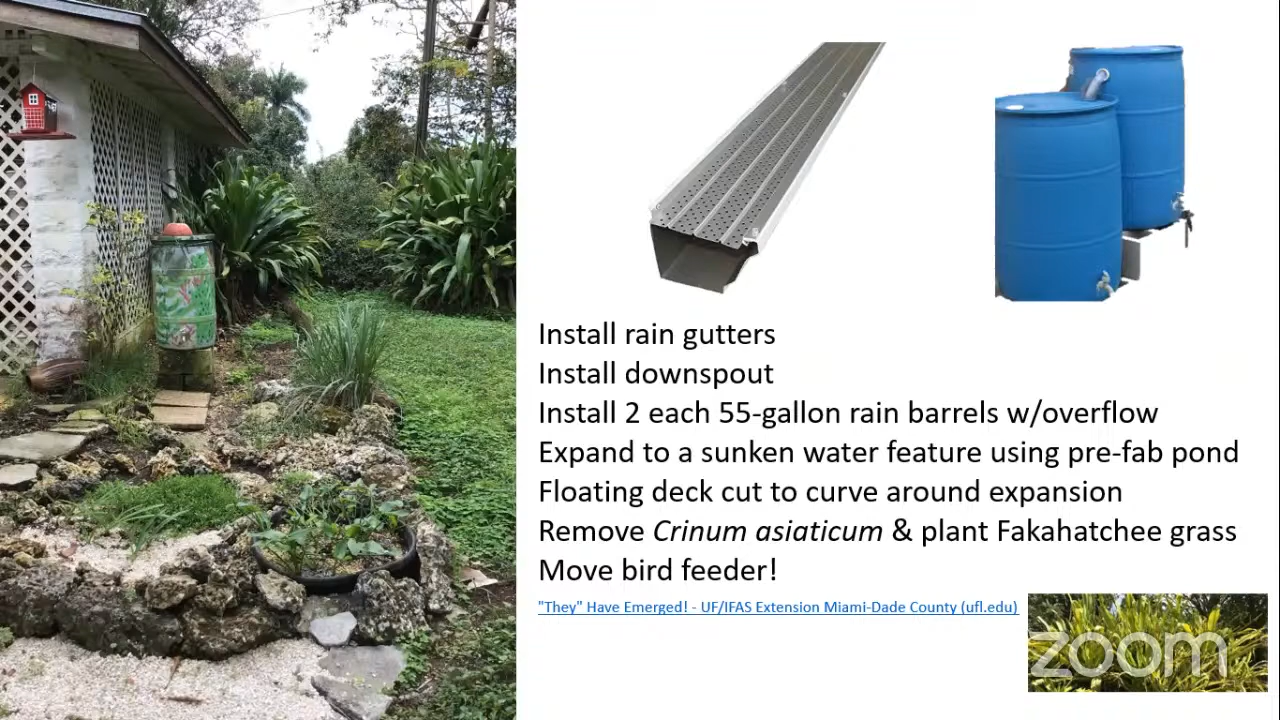 Install rain gutters
Install downspout
Install 2 each 55-gallon rain barrels w/overflow
Expand to a sunken water feature using pre-fab pond
Floating deck cut to curve around expansion
Remove Crinum asiaticum & plant Fakahatchee grass
Move bird feeder!
"They" Have Emerged! - UF/IFAS Extension Miami-Dade County (ufl.edu)
zoom